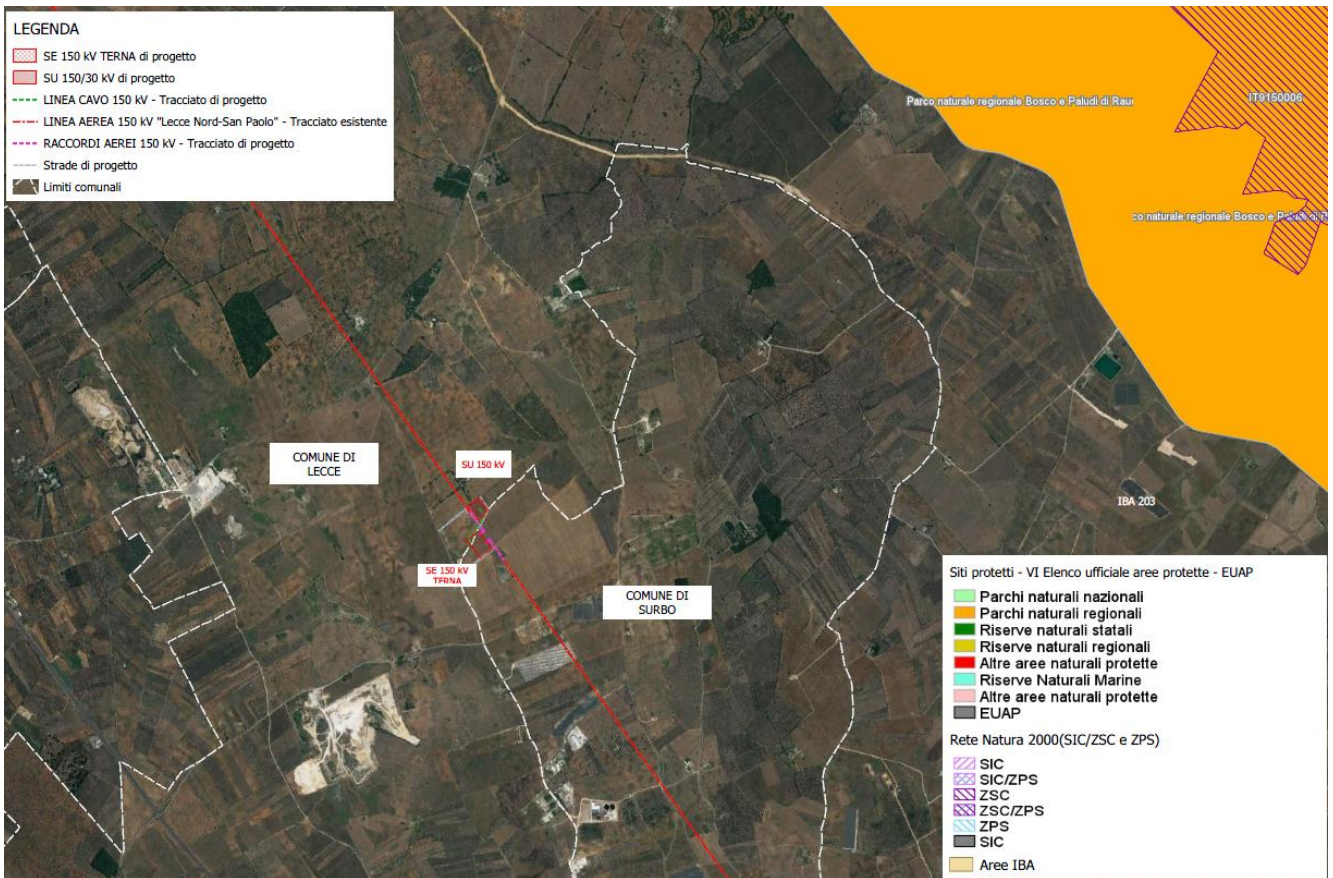 LEGENDA
SE 150 kV TERNA di progetto
SU 150/30 kV di progetto
LINEA CAVO 150 kV - Tracciato di progetto
LINEA AEREA 150 kV "Lecce Nord-San Paolo" - Tracciato esistente
RACCORDI AEREI 150 kV - Tracciato di progetto
Strade di progetto
Limiti comunali
Parco naturale regionale Bosco e Paludi di Rau
IT9150006
co naturale regionale Bosco e Paludi di R
COMUNE DI
LECCE
SU 150 kV
IBA 203
SE 150 kV
TERNA
COMUNE DI
SURBO
Siti protetti - VI Elenco ufficiale aree protette - EUAP
Parchi naturali nazionali
Parchi naturali regionali
Riserve naturali statali
Riserve naturali regionali
Altre aree naturali protette
Riserve Naturali Marine
Altre aree naturali protette
EUAP
Rete Natura 2000(SIC/ZSC e ZPS)
SIC
SIC/ZPS
ZSC
ZSC/ZPS
ZPS
SIC
Aree IBA